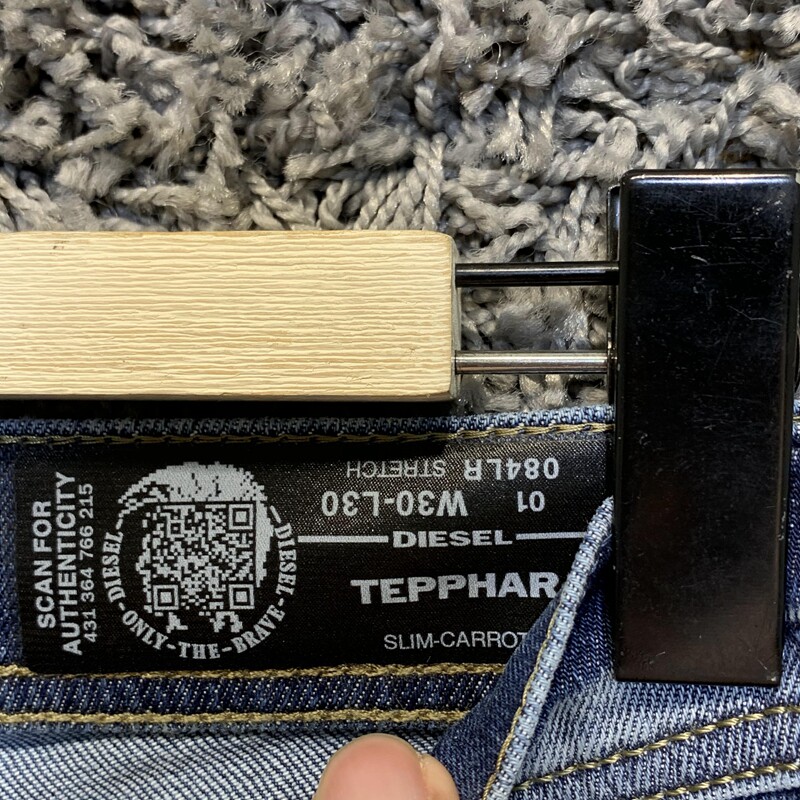 SCAN FOR
AUTHENTICITY
431 364 766 215
DIESEL-ONLY-THE-BRAVE-DIESEL
084LR STRETCH
01 W30-L30
DIESEL
TEPPHAR
SLIM-CARROT